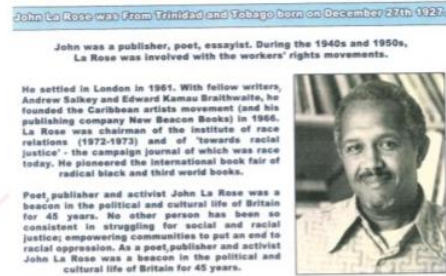 John La Rose was From Trinidad and Tobago born on December 27th 1927
John was a publisher, poet, essayist. During the 1940s and 1950s,
La Rose was involved with the workers' rights movements.
He settled in London in 1961. With fellow writers,
Andrew Salkey and Edward Kamau Braithwaite, he
founded the Caribbean artists movement (and his
publishing company New Beacon Books) in 1966.
La Rose was chairman of the institute of race
relations (1972-1973) and of 'towards racial
justice' - the campaign journal of which was race
today. He pioneered the international book fair of
radical black and third world books.
Poet, publisher and activist John La Rose was a
beacon in the political and cultural life of Britain
for 45 years. No other person has been so
consistent in struggling for social and racial
justice; empowering communities to put an end to
racial oppression. As a poet,publisher and activist
John La Rose was a beacon in the political and
cultural life of Britain for 45 years.